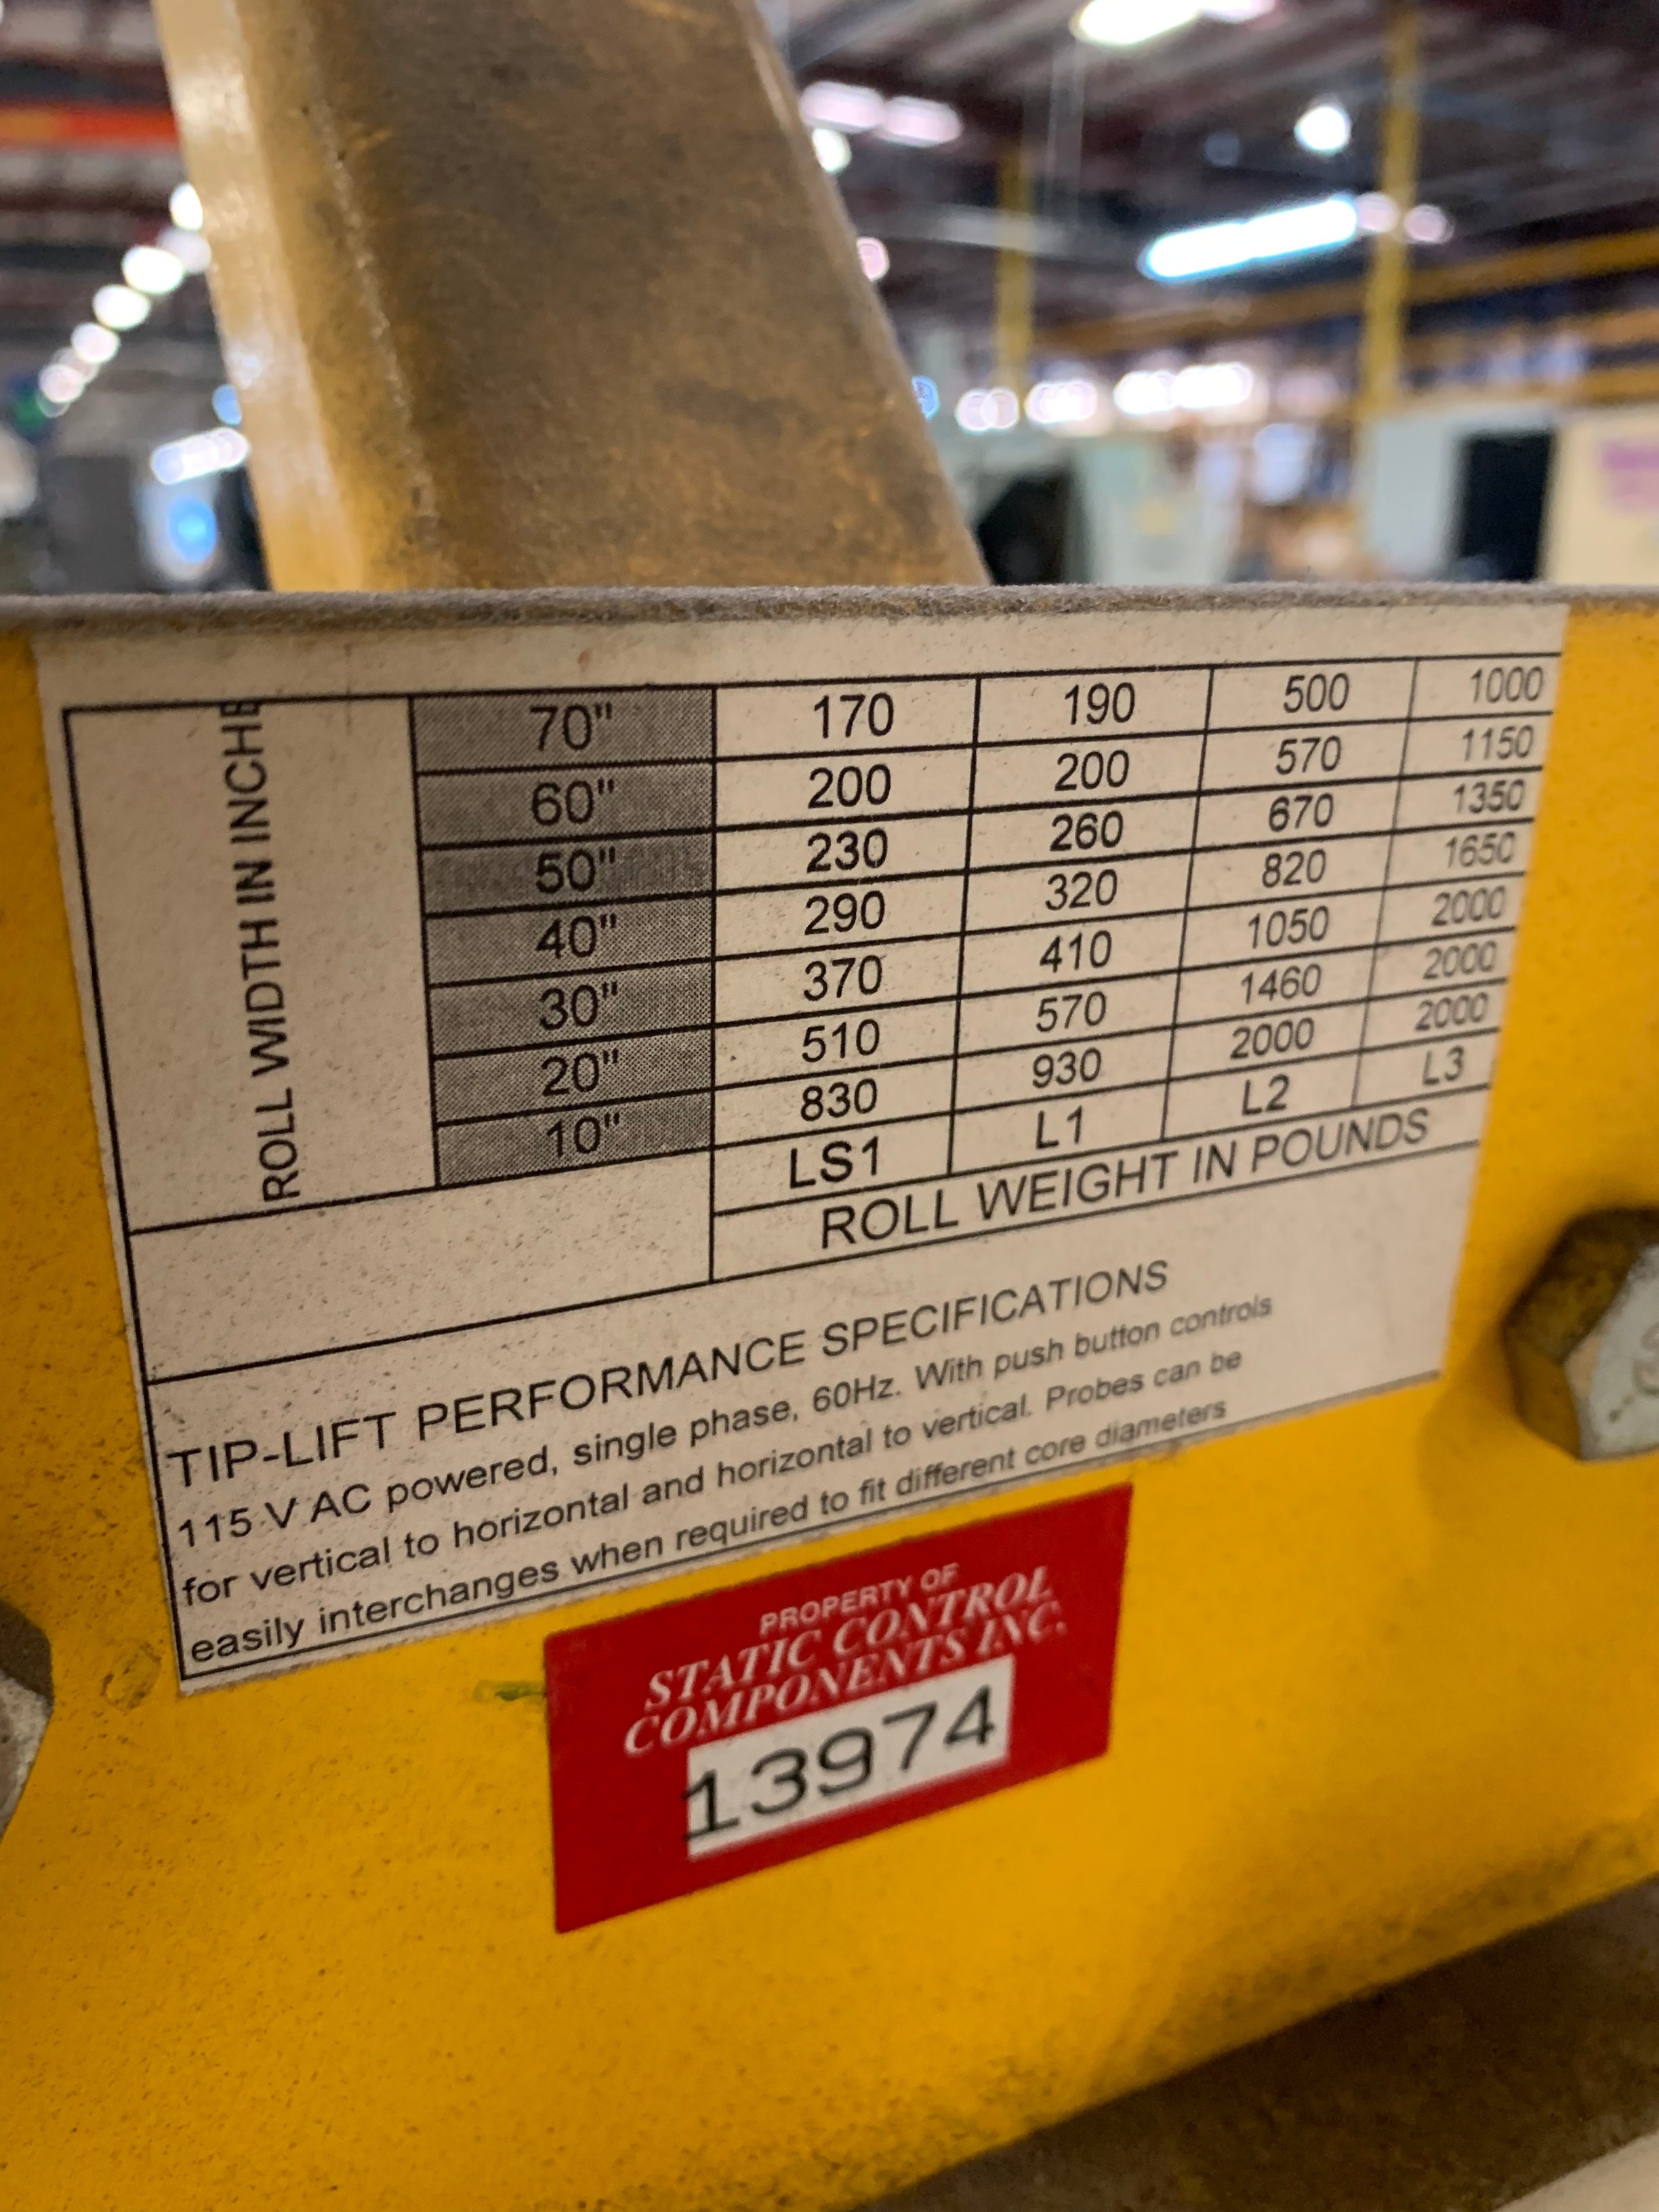 ROLL WIDTH IN INCHE
70" 170 190 500 1000
60" 200 200 570 1150
50" 230 260 670 1350
40" 290 320 820 1650
30" 370 410 1050 2000
20" 510 570 1460 2000
10" 830 930 2000 2000
LS1 L1 L2 L3
ROLL WEIGHT IN POUNDS
TIP-LIFT PERFORMANCE SPECIFICATIONS
115 V AC powered, single phase, 60Hz. With push button controls
for vertical to horizontal and horizontal to vertical. Probes can be
easily interchanges when required to fit different core diameters
PROPERTY OF
STATIC CONTROL
COMPONENTS INC.
13974